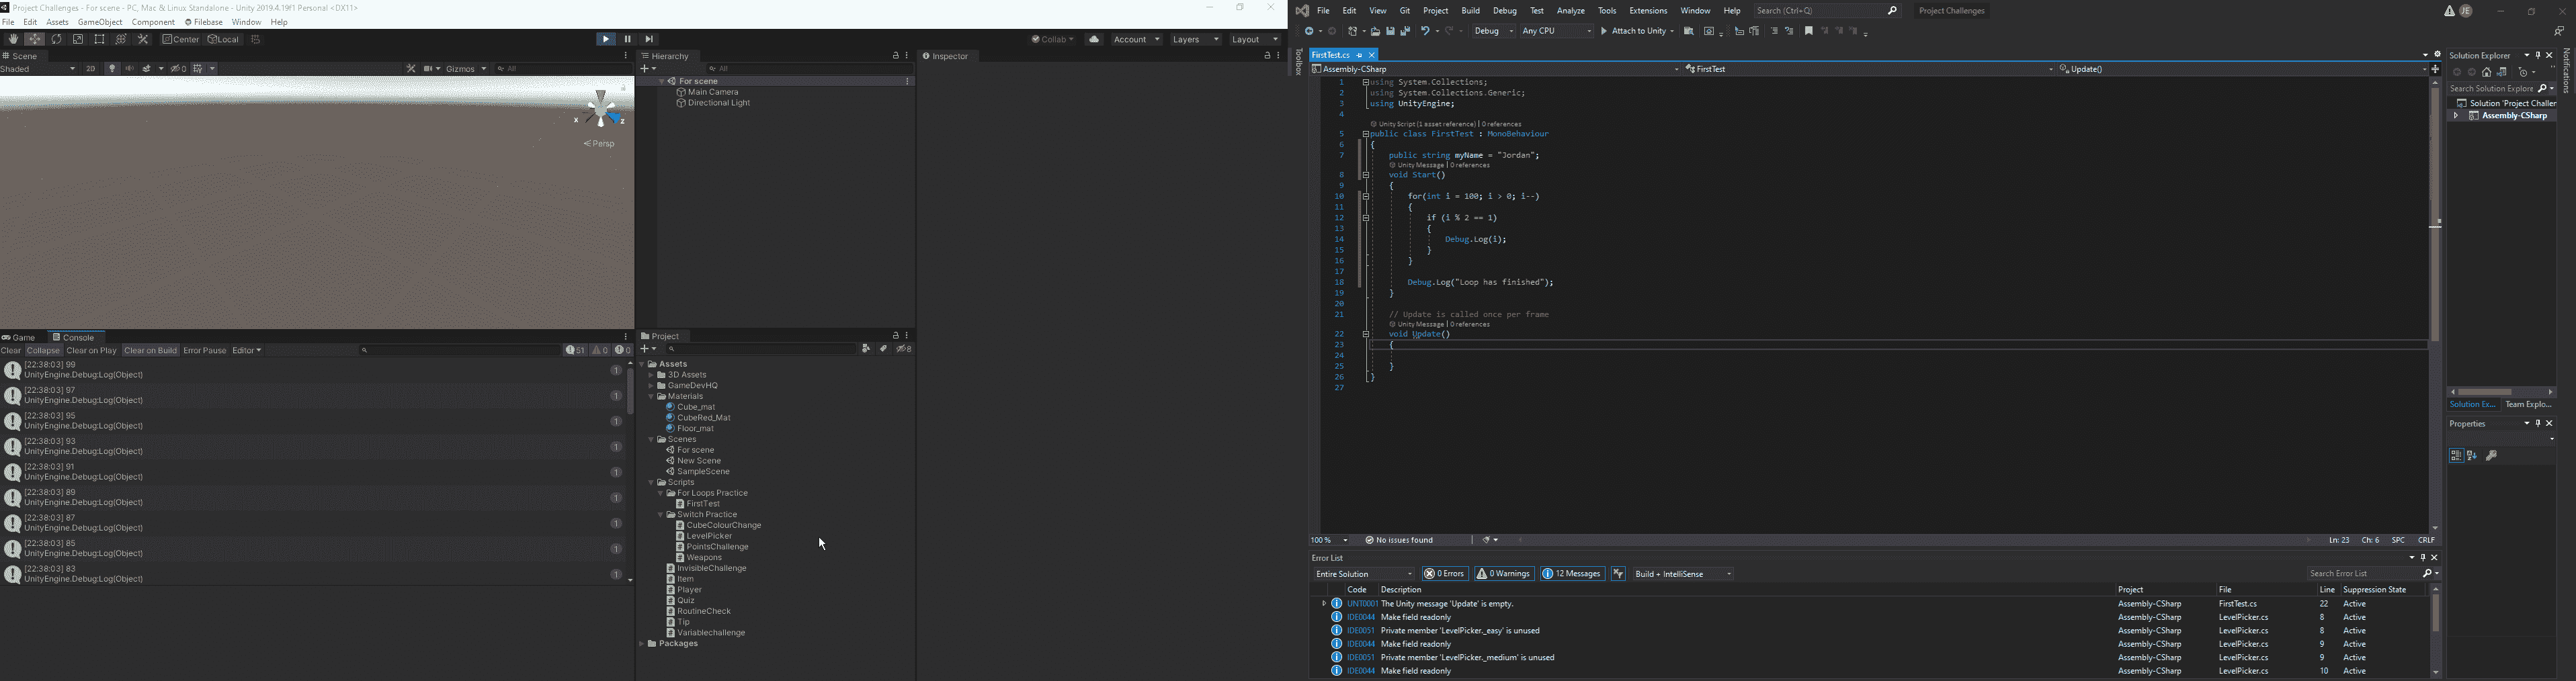 Project Challenges - For scene - PC, Mac & Linux Standalone - Unity 2019.4.19f1 Personal <DX11>
File Edit Assets GameObject Component Filebase Window Help
Center Local
Collab Account Layers Layout
Scene
Shaded 2D 0 Gizmos All
x z
Persp
Game Console
Clear Collapse Clear on Play Clear on Build Error Pause Editor 51 0 0
[22:38:03] 99
UnityEngine.Debug:Log(Object) 1
[22:38:03] 97
UnityEngine.Debug:Log(Object) 1
[22:38:03] 95
UnityEngine.Debug:Log(Object) 1
[22:38:03] 93
UnityEngine.Debug:Log(Object) 1
[22:38:03] 91
UnityEngine.Debug:Log(Object) 1
[22:38:03] 89
UnityEngine.Debug:Log(Object) 1
[22:38:03] 87
UnityEngine.Debug:Log(Object) 1
[22:38:03] 85
UnityEngine.Debug:Log(Object) 1
[22:38:03] 83
UnityEngine.Debug:Log(Object) 1
Hierarchy
All
For scene
Main Camera
Directional Light
Project
8
Assets
3D Assets
GameDevHQ
Materials
Cube_mat
CubeRed_Mat
Floor_mat
Scenes
For scene
New Scene
SampleScene
Scripts
For Loops Practice
FirstTest
Switch Practice
CubeColourChange
LevelPicker
PointsChallenge
Weapons
InvisibleChallenge
Item
Player
Quiz
RoutineCheck
Tip
Variablechallenge
Packages
Inspector
File Edit View Git Project Build Debug Test Analyze Tools Extensions Window Help Search (Ctrl+Q) Project Challenges JE
Debug Any CPU Attach to Unity
Toolbox
FirstTest.cs
Assembly-CSharp FirstTest Update()
1 using System.Collections;
2 using System.Collections.Generic;
3 using UnityEngine;
4
Unity Script (1 asset reference) | 0 references
5 public class FirstTest : MonoBehaviour
6 {
7 public string myName = "Jordan";
Unity Message | 0 references
8 void Start()
9 {
10 for(int i = 100; i > 0; i--)
11 {
12 if (i % 2 == 1)
13 {
14 Debug.Log(i);
15 }
16 }
17
18 Debug.Log("Loop has finished");
19 }
20
21 // Update is called once per frame
Unity Message | 0 references
22 void Update()
23 {
24
25 }
26 }
27
100 % No issues found Ln: 23 Ch: 6 SPC CRLF
Error List
Entire Solution 0 Errors 0 Warnings 12 Messages Build + IntelliSense Search Error List
Code Description Project File Line Suppression State
UNT0001 The Unity message 'Update' is empty. Assembly-CSharp FirstTest.cs 22 Active
IDE0044 Make field readonly Assembly-CSharp LevelPicker.cs 8 Active
IDE0051 Private member 'LevelPicker._easy' is unused Assembly-CSharp LevelPicker.cs 8 Active
IDE0044 Make field readonly Assembly-CSharp LevelPicker.cs 9 Active
IDE0051 Private member 'LevelPicker._medium' is unused Assembly-CSharp LevelPicker.cs 9 Active
IDE0044 Make field readonly Assembly-CSharp LevelPicker.cs 10 Active
Solution Explorer
Search Solution Explore
Solution 'Project Challer
Assembly-CSharp
Solution Ex... Team Explo...
Properties
Notifications